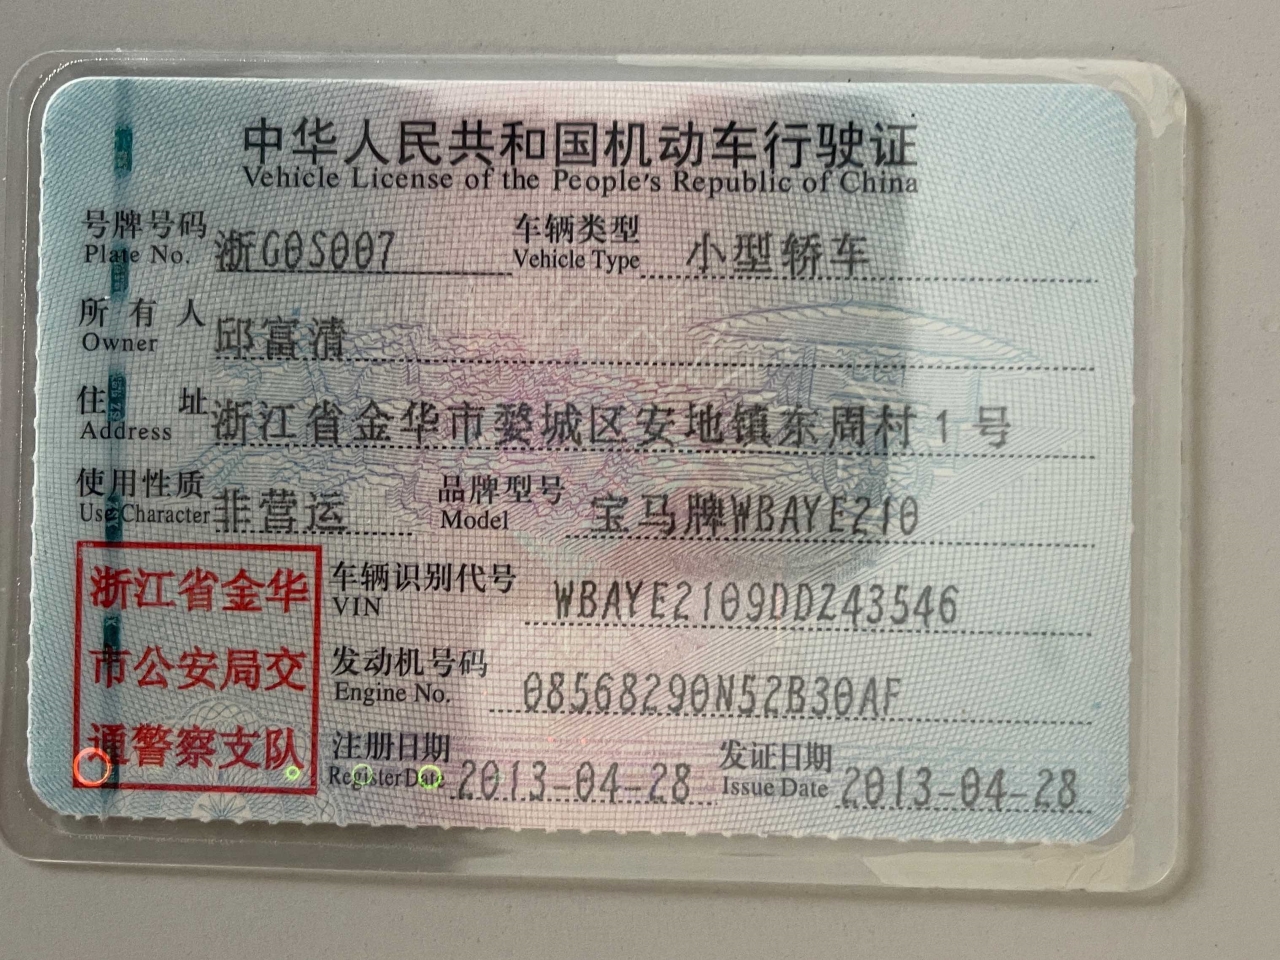 中华人民共和国机动车行驶证
Vehicle License of the People's Republic of China
号牌号码 浙G0S007 车辆类型 小型轿车
Plate No. Vehicle Type
所有人 邱富清
Owner
住址 浙江省金华市婺城区安地镇东周村1号
Address
使用性质 非营运 品牌型号 宝马牌WBAYE210
Use Character Model
浙江省金华
市公安局交
通警察支队
车辆识别代号 WBAYE2109DDZ43546
VIN
发动机号码 08568290N52B30AF
Engine No.
注册日期 2013-04-28 发证日期 2013-04-28
Register Date Issue Date